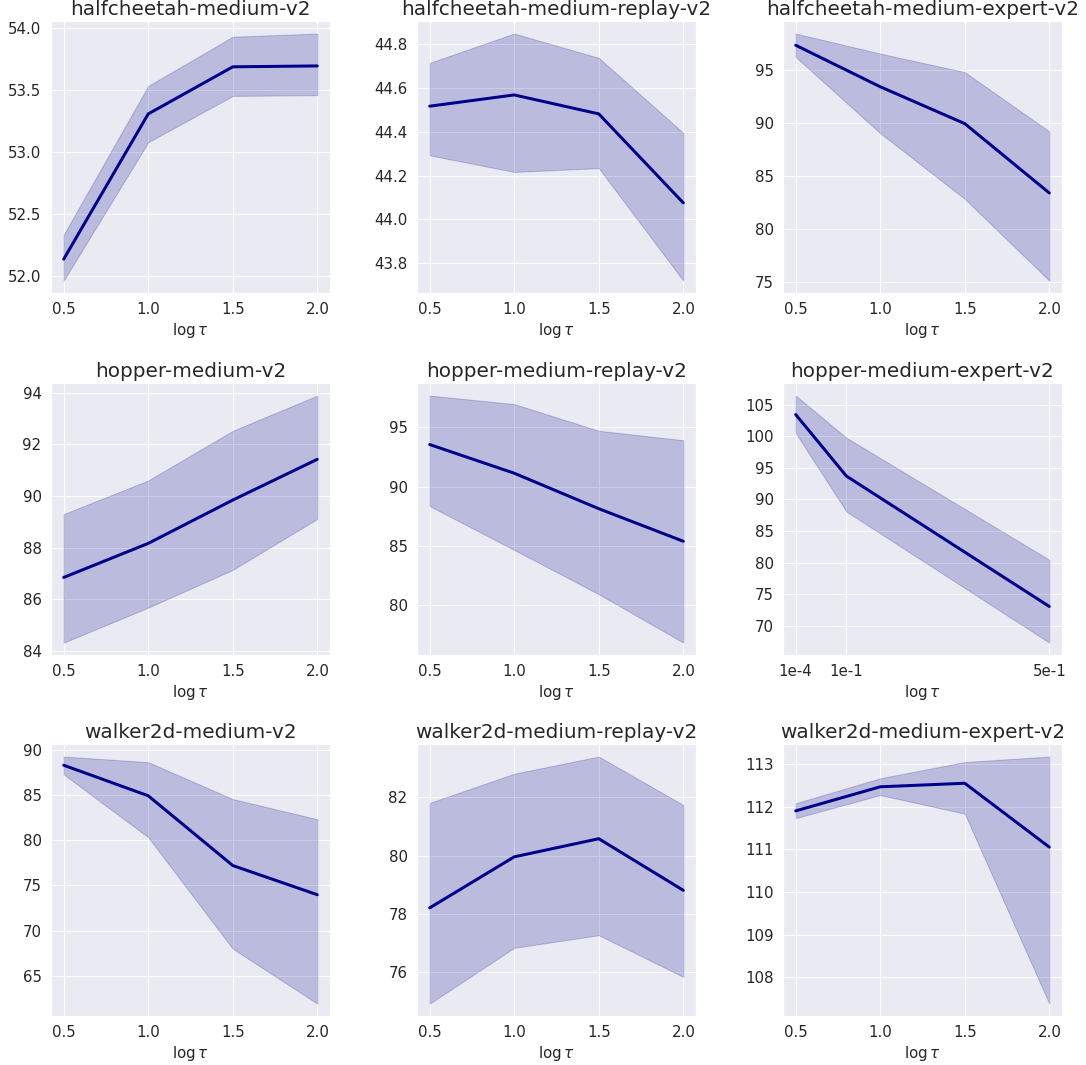 halfcheetah-medium-v2
54.0
53.5
53.0
52.5
52.0
0.5 1.0 1.5 2.0
log τ
halfcheetah-medium-replay-v2
44.8
44.6
44.4
44.2
44.0
43.8
0.5 1.0 1.5 2.0
log τ
halfcheetah-medium-expert-v2
95
90
85
80
75
0.5 1.0 1.5 2.0
log τ
hopper-medium-v2
94
92
90
88
86
84
0.5 1.0 1.5 2.0
log τ
hopper-medium-replay-v2
95
90
85
80
0.5 1.0 1.5 2.0
log τ
hopper-medium-expert-v2
105
100
95
90
85
80
75
70
1e-4 1e-1 5e-1
log τ
walker2d-medium-v2
90
85
80
75
70
65
0.5 1.0 1.5 2.0
log τ
walker2d-medium-replay-v2
82
80
78
76
0.5 1.0 1.5 2.0
log τ
walker2d-medium-expert-v2
113
112
111
110
109
108
0.5 1.0 1.5 2.0
log τ